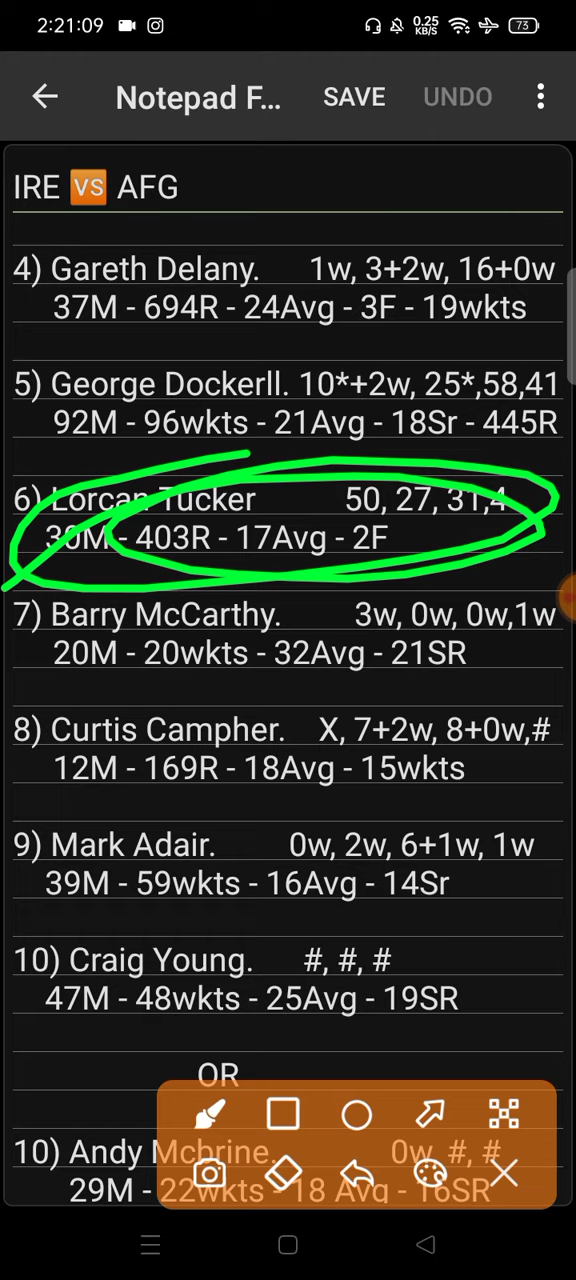 2:21:09 0.25 KB/S 73
Notepad F... SAVE UNDO
IRE VS AFG
4) Gareth Delany. 1w, 3+2w, 16+0w
37M - 694R - 24Avg - 3F - 19wkts
5) George Dockerll. 10*+2w, 25*,58,41
92M - 96wkts - 21Avg - 18Sr - 445R
6) Lorcan Tucker 50, 27, 31,4
30M - 403R - 17Avg - 2F
7) Barry McCarthy. 3w, 0w, 0w,1w
20M - 20wkts - 32Avg - 21SR
8) Curtis Campher. X, 7+2w, 8+0w,#
12M - 169R - 18Avg - 15wkts
9) Mark Adair. 0w, 2w, 6+1w, 1w
39M - 59wkts - 16Avg - 14Sr
10) Craig Young. #, #, #
47M - 48wkts - 25Avg - 19SR
OR
10) Andy Mcbrine. 0w, #, #
29M - 22wkts - 18 Avg - 16SR